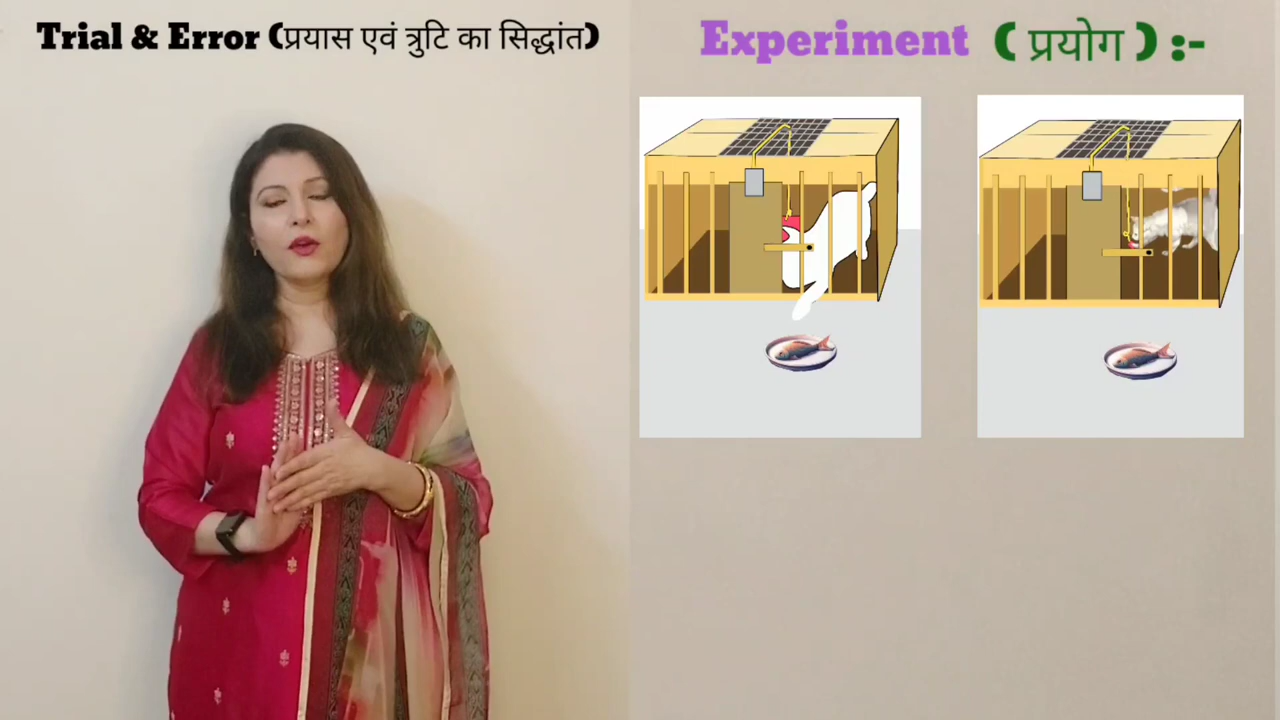 Trial & Error (प्रयास एवं त्रुटि का सिद्धांत)
Experiment ( प्रयोग ) :-